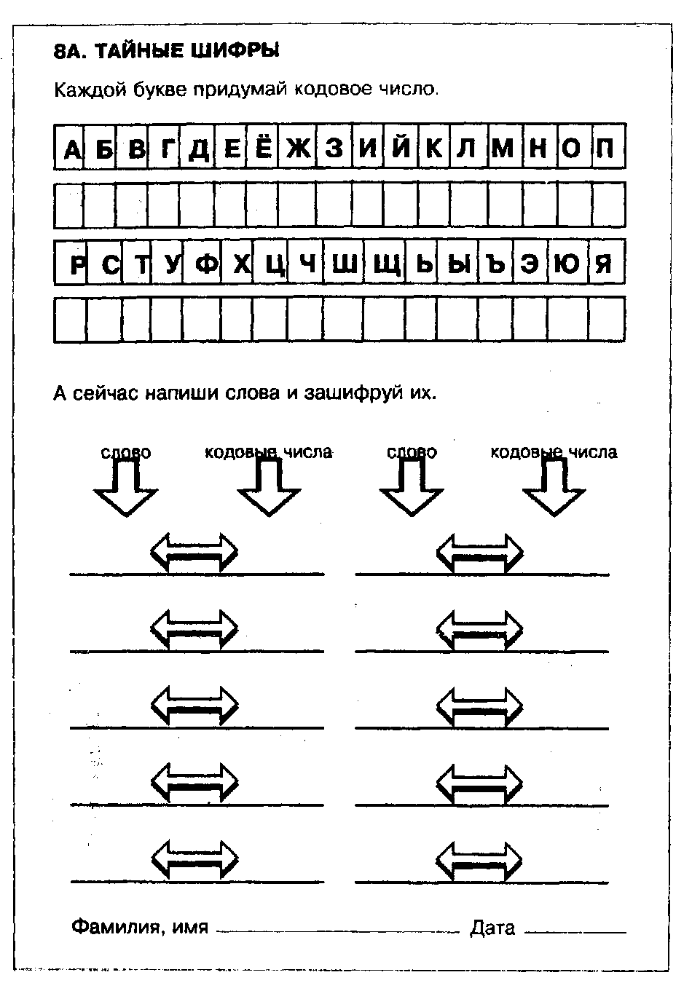 8А. ТАЙНЫЕ ШИФРЫ
Каждой букве придумай кодовое число.
А Б В Г Д Е Ё Ж З И Й К Л М Н О П
Р С Т У Ф Х Ц Ч Ш Щ Ь Ы Ъ Э Ю Я
А сейчас напиши слова и зашифруй их.
слово кодовые числа слово кодовые числа
Фамилия, имя Дата